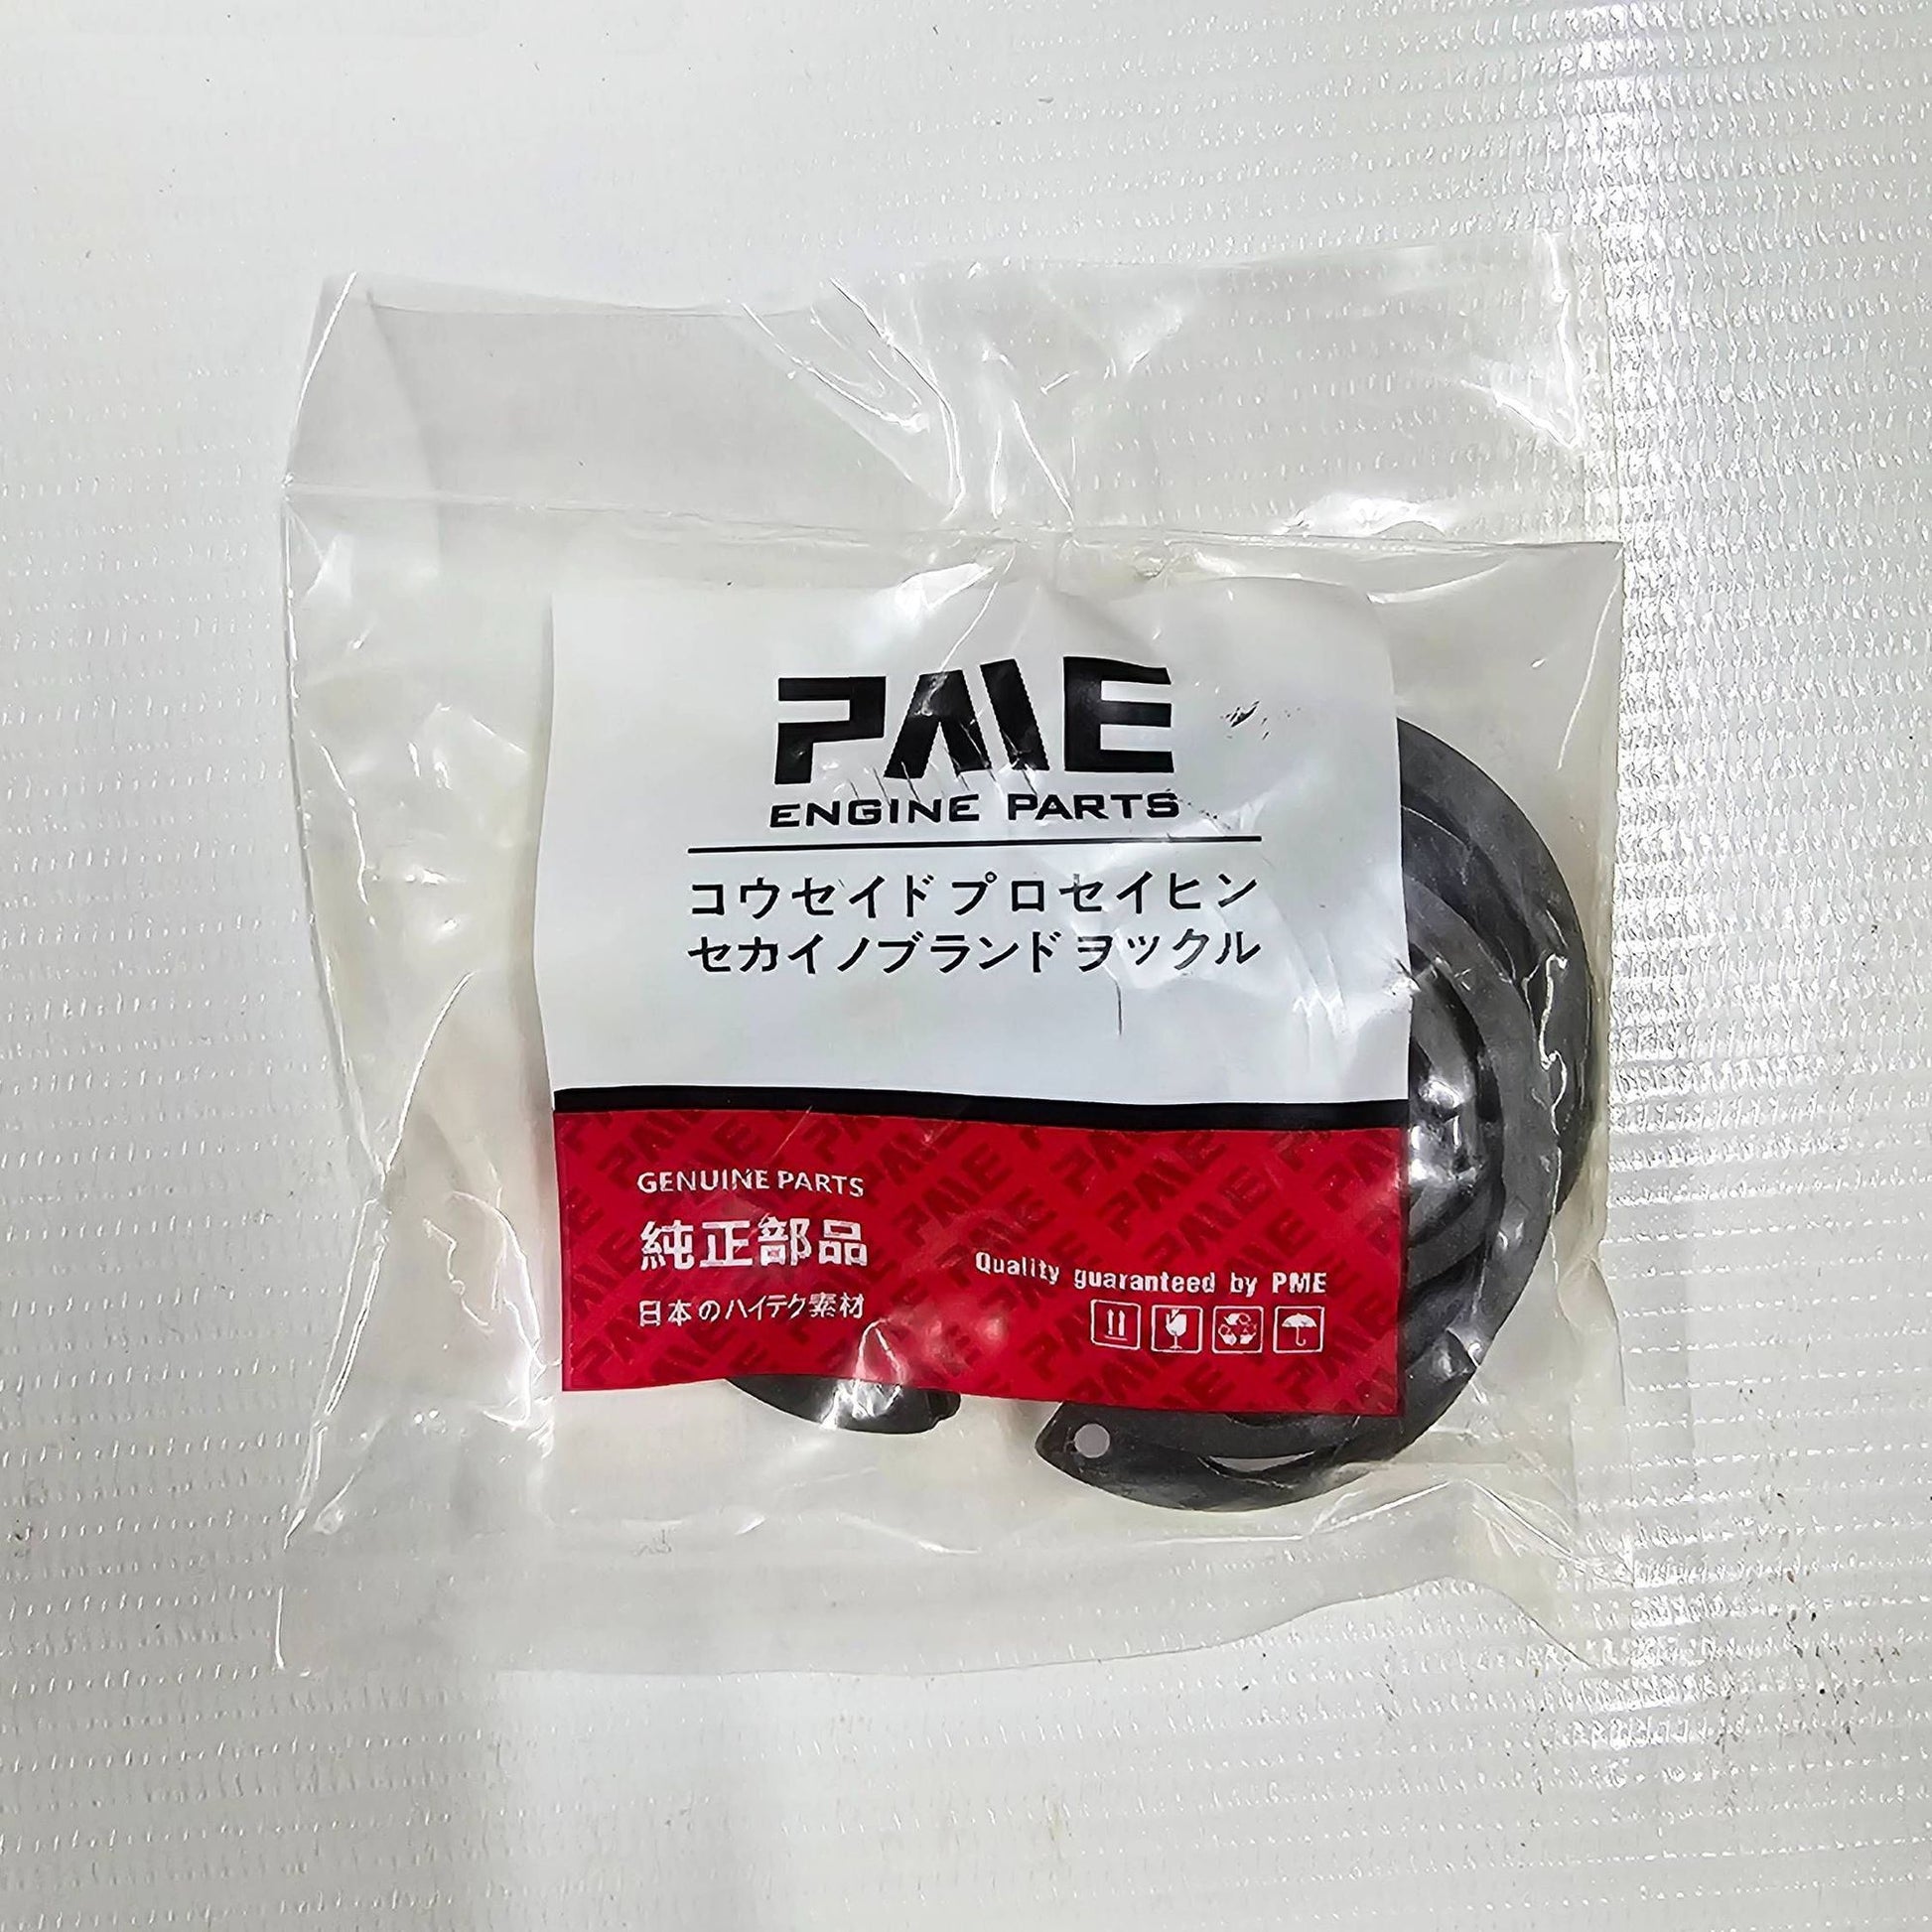 PME
ENGINE PARTS
コウセイドプロセイヒン
セカイノブランドヲックル
GENUINE PARTS
純正部品
日本のハイテク素材
Quality guaranteed by PME